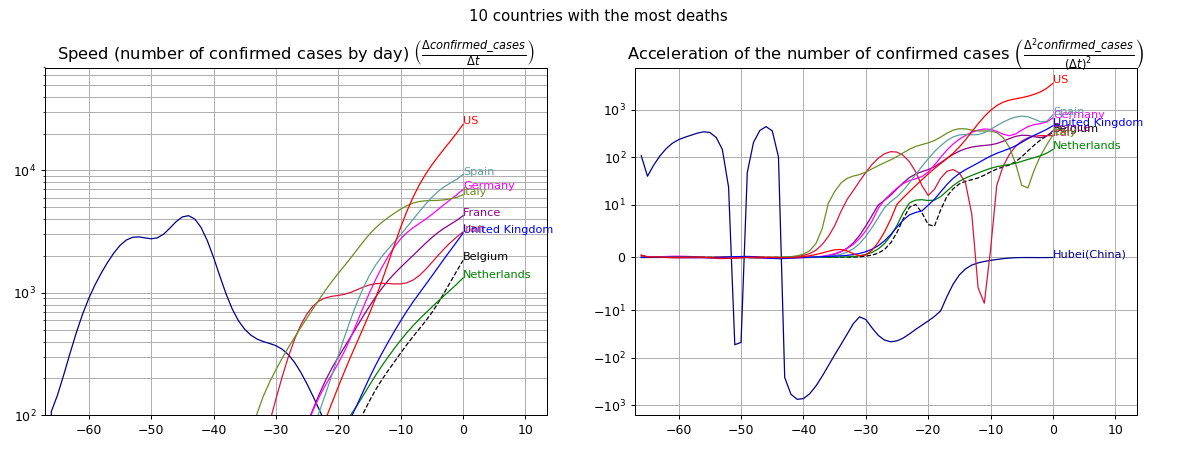 10 countries with the most deaths
Speed (number of confirmed cases by day) (Δconfirmed_cases/Δt)
10⁴
10³
10²
−60 −50 −40 −30 −20 −10 0 10
US
Spain
Germany
Italy
France
United Kingdom
Belgium
Netherlands
Acceleration of the number of confirmed cases (Δ²confirmed_cases/(Δt)²)
10³
10²
10¹
0
−10¹
−10²
−10³
−60 −50 −40 −30 −20 −10 0 10
US
Spain
Germany
United Kingdom
Belgium
Netherlands
Hubei(China)